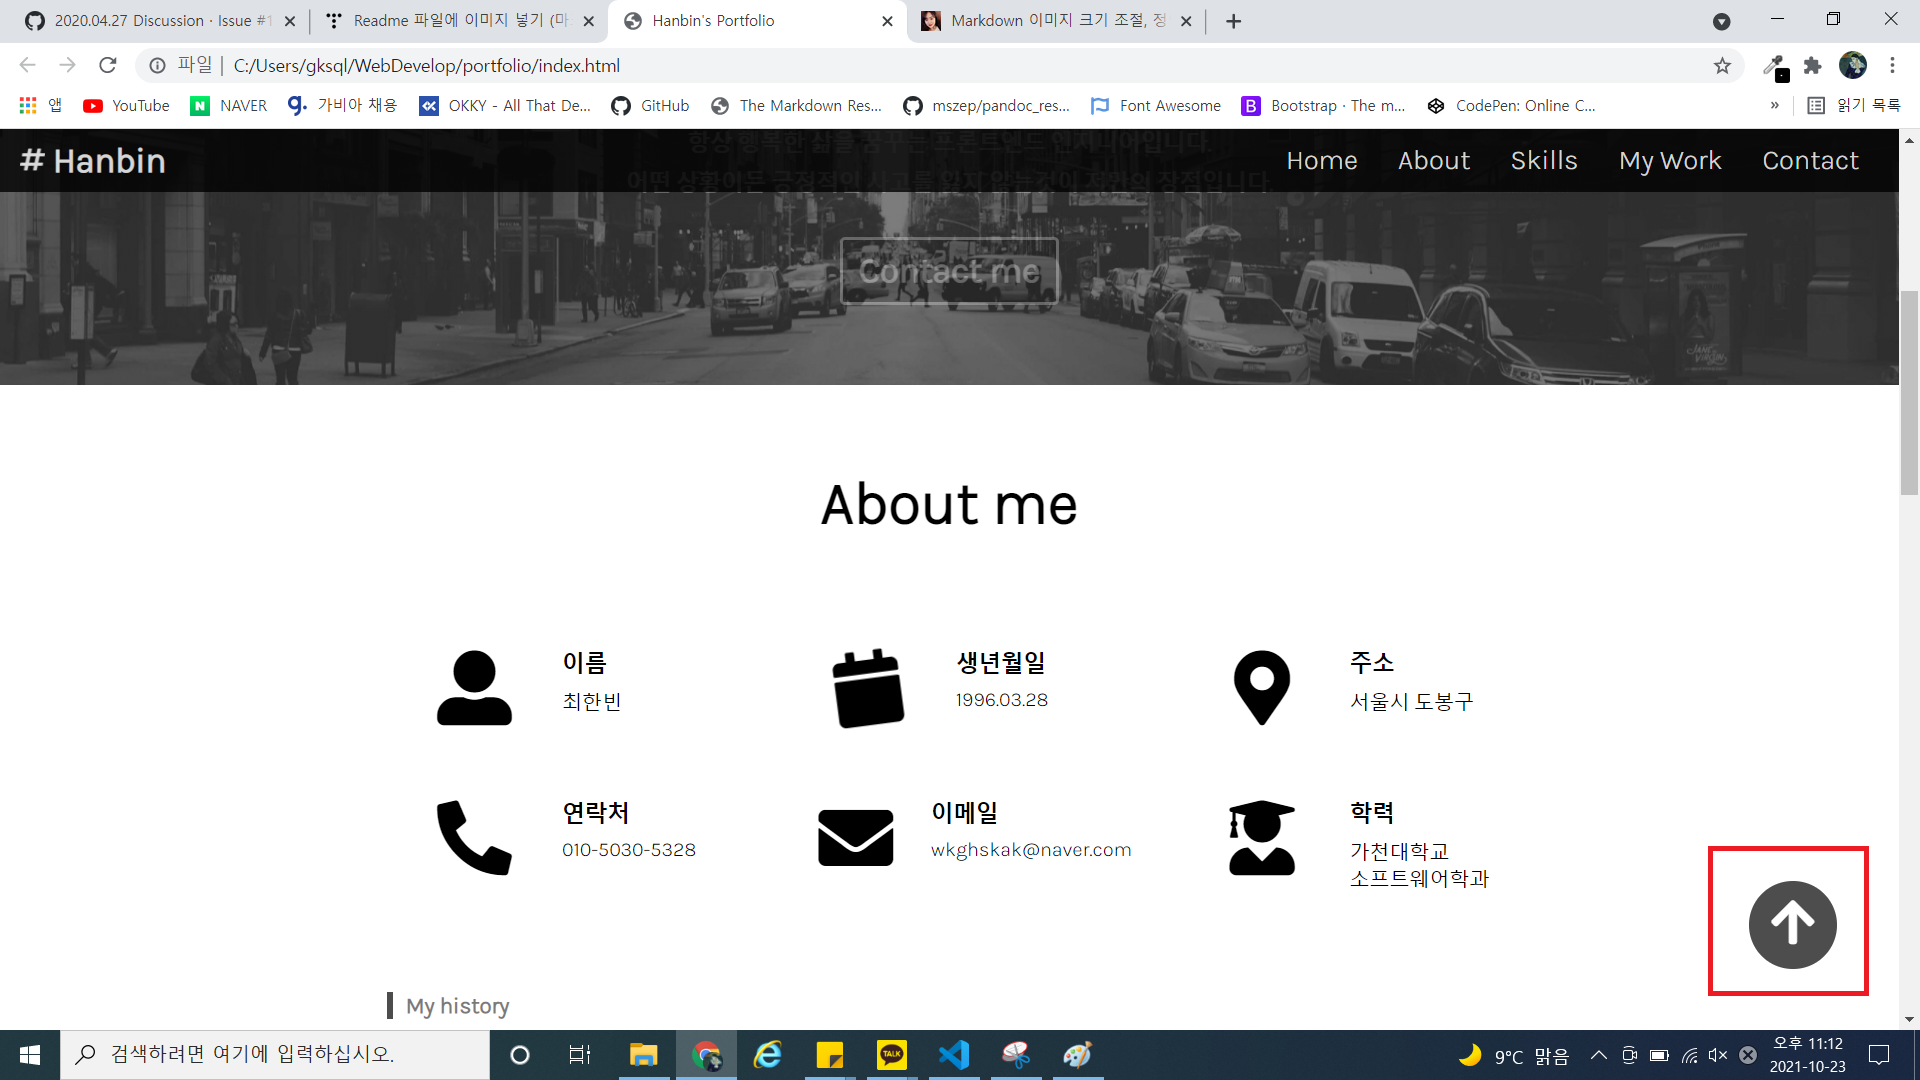 2020.04.27 Discussion · Issue #1
Readme 파일에 이미지 넣기 (마
Hanbin's Portfolio
Markdown 이미지 크기 조절, 정
파일 | C:/Users/gksql/WebDevelop/portfolio/index.html
앱 YouTube NAVER 가비아 채용 OKKY - All That De... GitHub The Markdown Res... mszep/pandoc_res... Font Awesome Bootstrap · The m... CodePen: Online C... » 읽기 목록
항상 행복한 삶을 꿈꾸는 프론트엔드 엔지니어입니다.
# Hanbin Home About Skills My Work Contact
어떤 상황이든 긍정적인 사고를 잃지 않는것이 저만의 장점입니다.
Contact me
About me
이름
최한빈
생년월일
1996.03.28
주소
서울시 도봉구
연락처
010-5030-5328
이메일
wkghskak@naver.com
학력
가천대학교
소프트웨어학과
My history
검색하려면 여기에 입력하십시오.
TALK
9°C 맑음
오후 11:12
2021-10-23